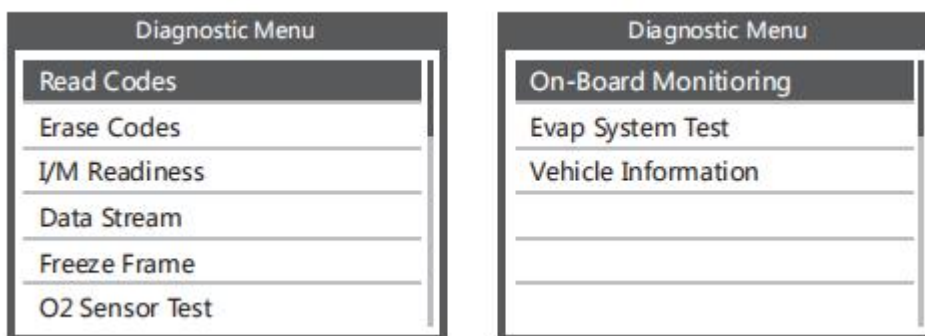 Diagnostic Menu
Read Codes
Erase Codes
I/M Readiness
Data Stream
Freeze Frame
O2 Sensor Test
Diagnostic Menu
On-Board Monitioring
Evap System Test
Vehicle Information